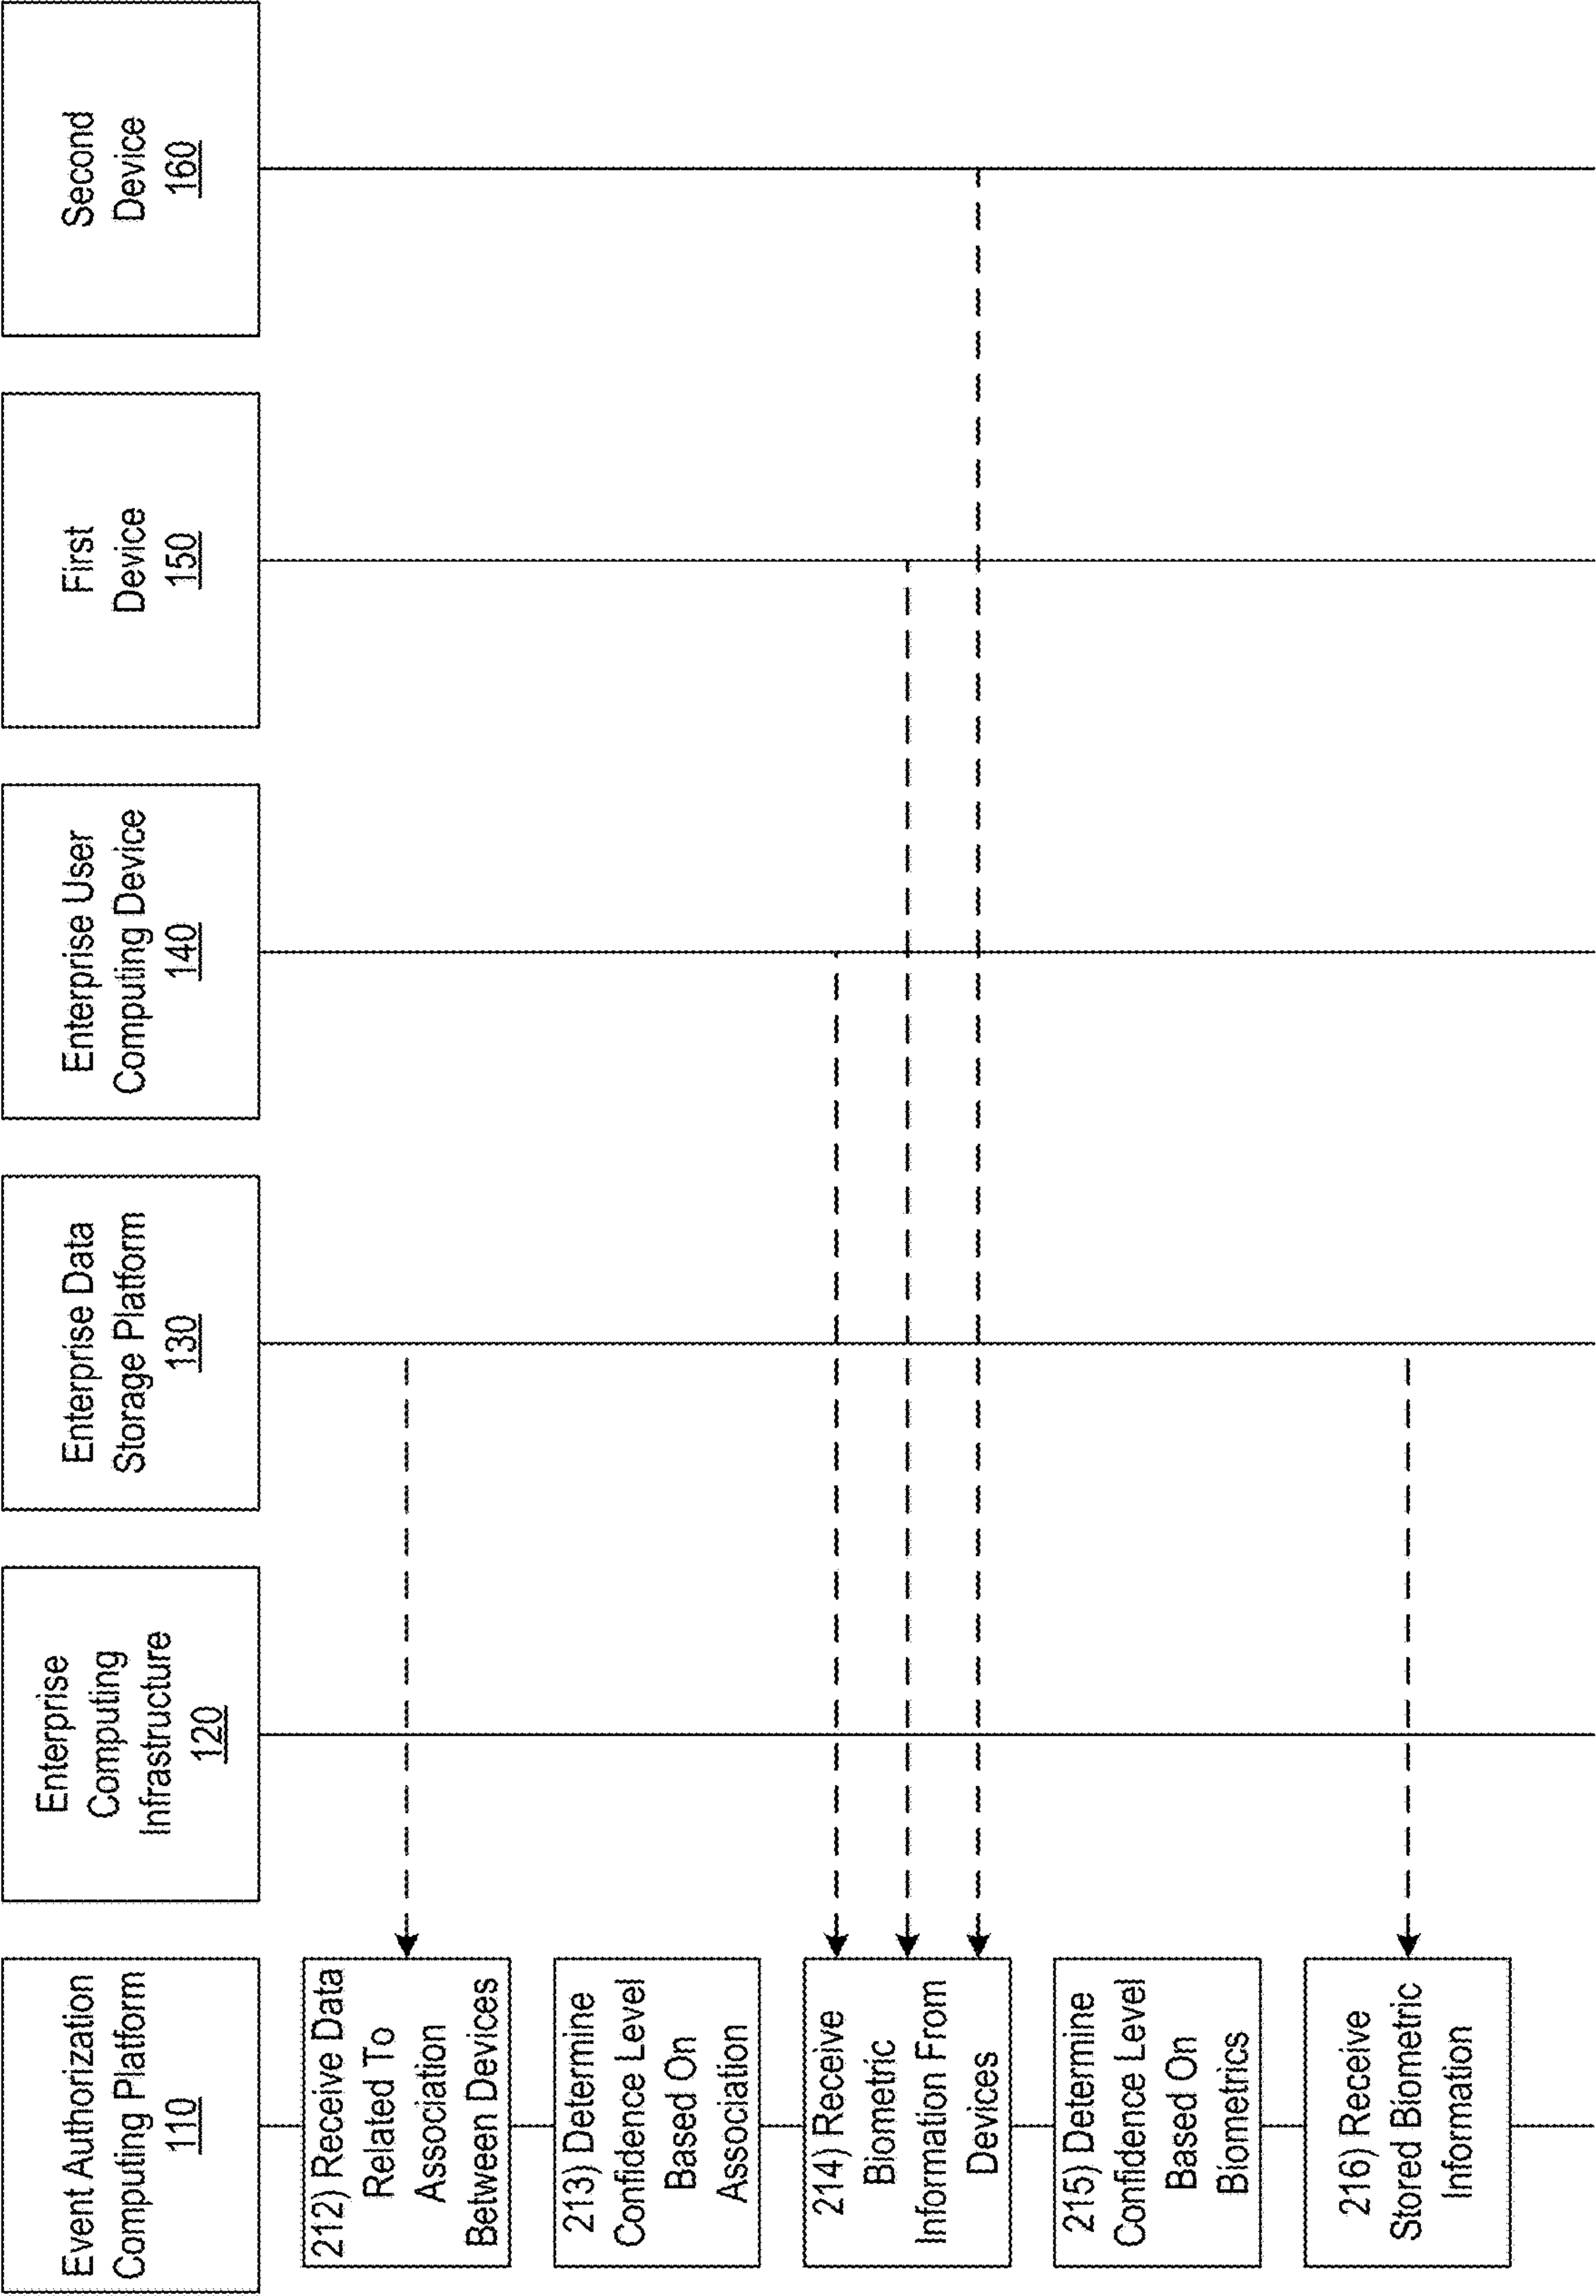 Event Authorization
Computing Platform
110
Enterprise
Computing
Infrastructure
120
Enterprise Data
Storage Platform
130
Enterprise User
Computing Device
140
First
Device
150
Second
Device
160
212) Receive Data
Related To
Association
Between Devices
213) Determine
Confidence Level
Based On
Association
214) Receive
Biometric
Information From
Devices
215) Determine
Confidence Level
Based On
Biometrics
216) Receive
Stored Biometric
Information